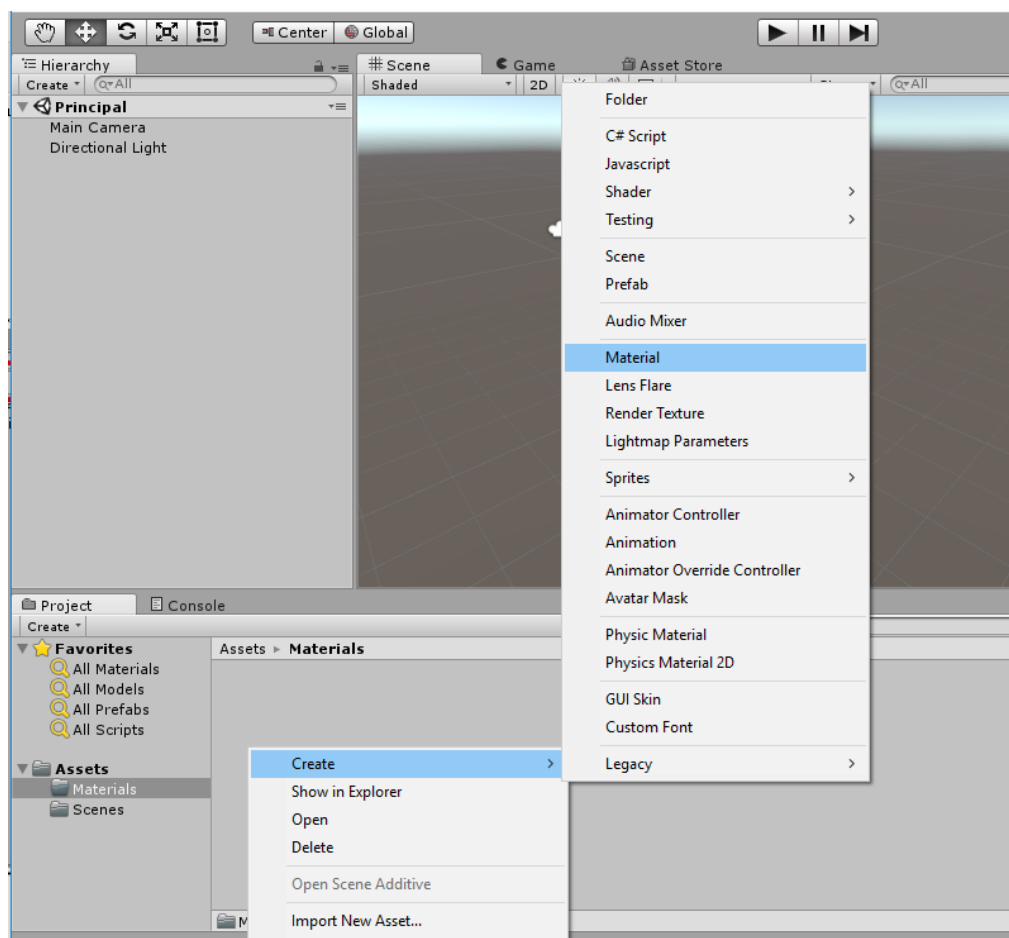 Center Global
Hierarchy
Scene Game Asset Store
Create All
Shaded 2D
All
Principal
Main Camera
Directional Light
Folder
C# Script
Javascript
Shader
Testing
Scene
Prefab
Audio Mixer
Material
Lens Flare
Render Texture
Lightmap Parameters
Sprites
Animator Controller
Animation
Animator Override Controller
Avatar Mask
Physic Material
Physics Material 2D
GUI Skin
Custom Font
Legacy
Project Console
Create
Favorites
All Materials
All Models
All Prefabs
All Scripts
Assets
Materials
Scenes
Assets Materials
Create
Show in Explorer
Open
Delete
Open Scene Additive
Import New Asset...